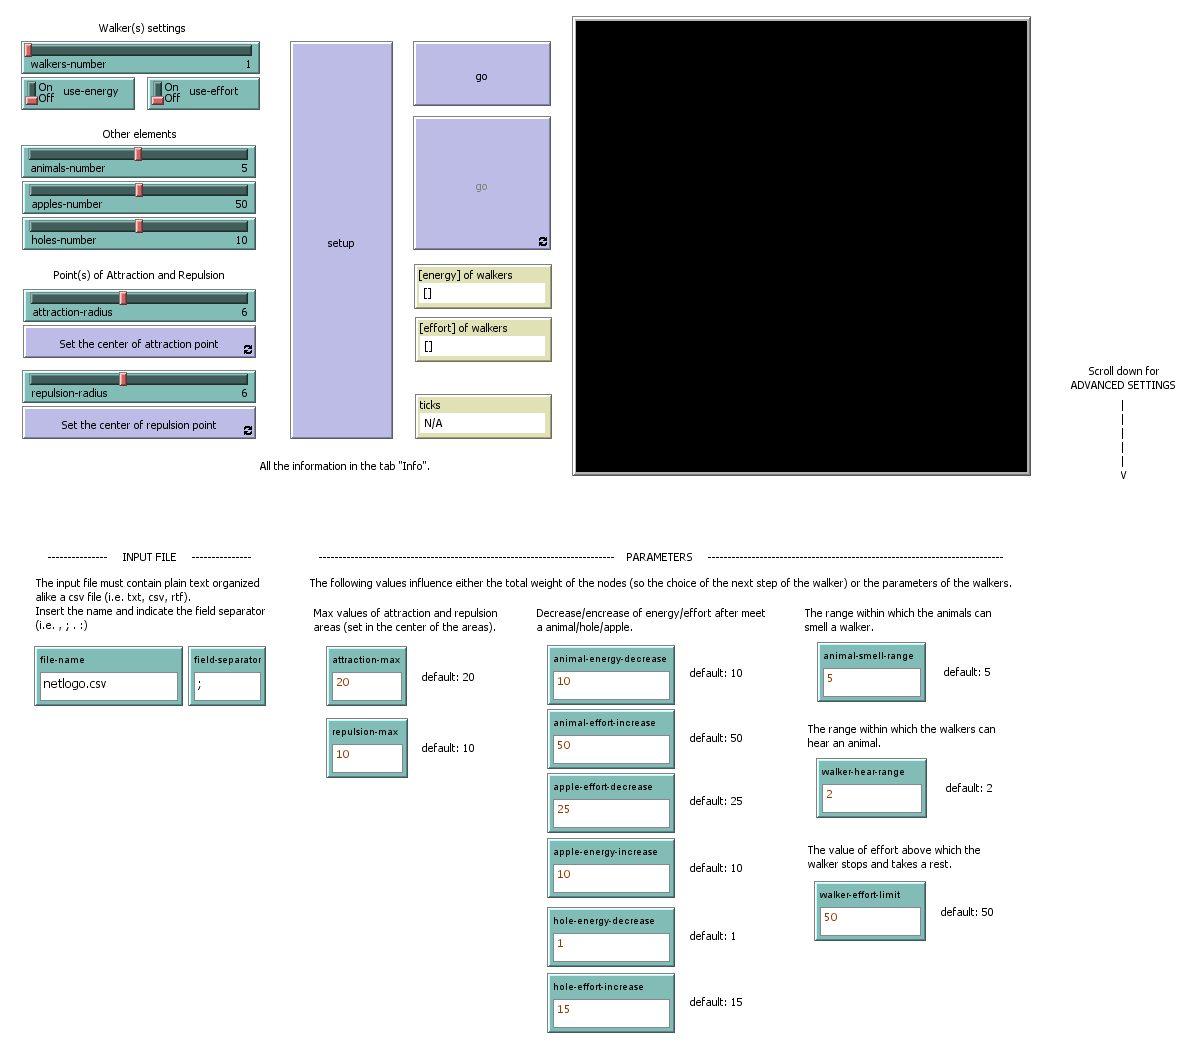 Walker(s) settings
walkers-number 1
On
Off
use-energy
On
Off
use-effort
Other elements
animals-number 5
apples-number 50
holes-number 10
Point(s) of Attraction and Repulsion
attraction-radius 6
Set the center of attraction point
repulsion-radius 6
Set the center of repulsion point
setup
go
go
[energy] of walkers
[]
[effort] of walkers
[]
ticks
N/A
All the information in the tab "Info".
Scroll down for
ADVANCED SETTINGS
|
|
|
|
|
V
--------------- INPUT FILE ---------------
The input file must contain plain text organized
alike a csv file (i.e. txt, csv, rtf).
Insert the name and indicate the field separator
(i.e. , ; . :)
file-name
netlogo.csv
field-separator
;
-------------------------------------------------------------------------- PARAMETERS --------------------------------------------------------------------------
The following values influence either the total weight of the nodes (so the choice of the next step of the walker) or the parameters of the walkers.
Max values of attraction and repulsion
areas (set in the center of the areas).
attraction-max
20
default: 20
repulsion-max
10
default: 10
Decrease/encrease of energy/effort after meet
a animal/hole/apple.
animal-energy-decrease
10
default: 10
animal-effort-increase
50
default: 50
apple-effort-decrease
25
default: 25
apple-energy-increase
10
default: 10
hole-energy-decrease
1
default: 1
hole-effort-increase
15
default: 15
The range within which the animals can
smell a walker.
animal-smell-range
5
default: 5
The range within which the walkers can
hear an animal.
walker-hear-range
2
default: 2
The value of effort above which the
walker stops and takes a rest.
walker-effort-limit
50
default: 50